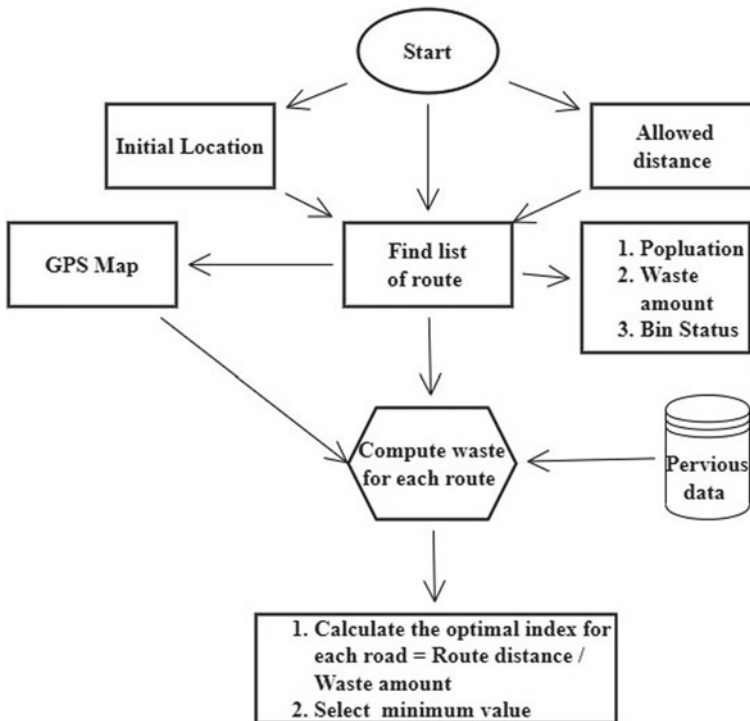 Start
Initial Location
Allowed
distance
GPS Map
Find list
of route
1. Popluation
2. Waste
amount
3. Bin Status
Compute waste
for each route
Pervious
data
1. Calculate the optimal index for
each road = Route distance /
Waste amount
2. Select minimum value